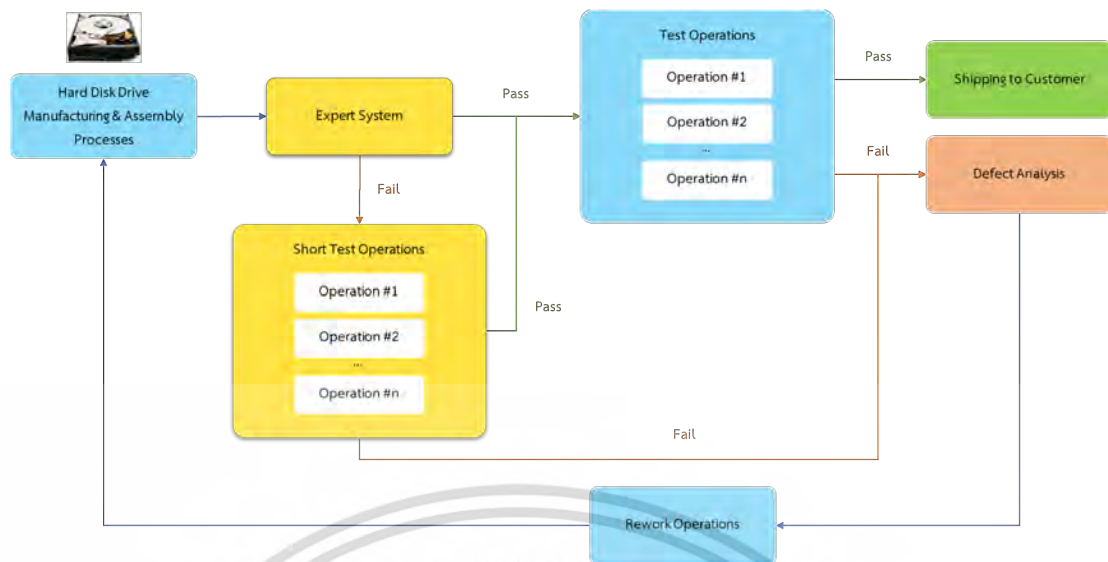 Hard Disk Drive
Manufacturing & Assembly
Processes
Expert System
Pass
Fail
Short Test Operations
Operation #1
Operation #2
...
Operation #n
Pass
Fail
Test Operations
Operation #1
Operation #2
...
Operation #n
Pass
Shipping to Customer
Fail
Defect Analysis
Rework Operations